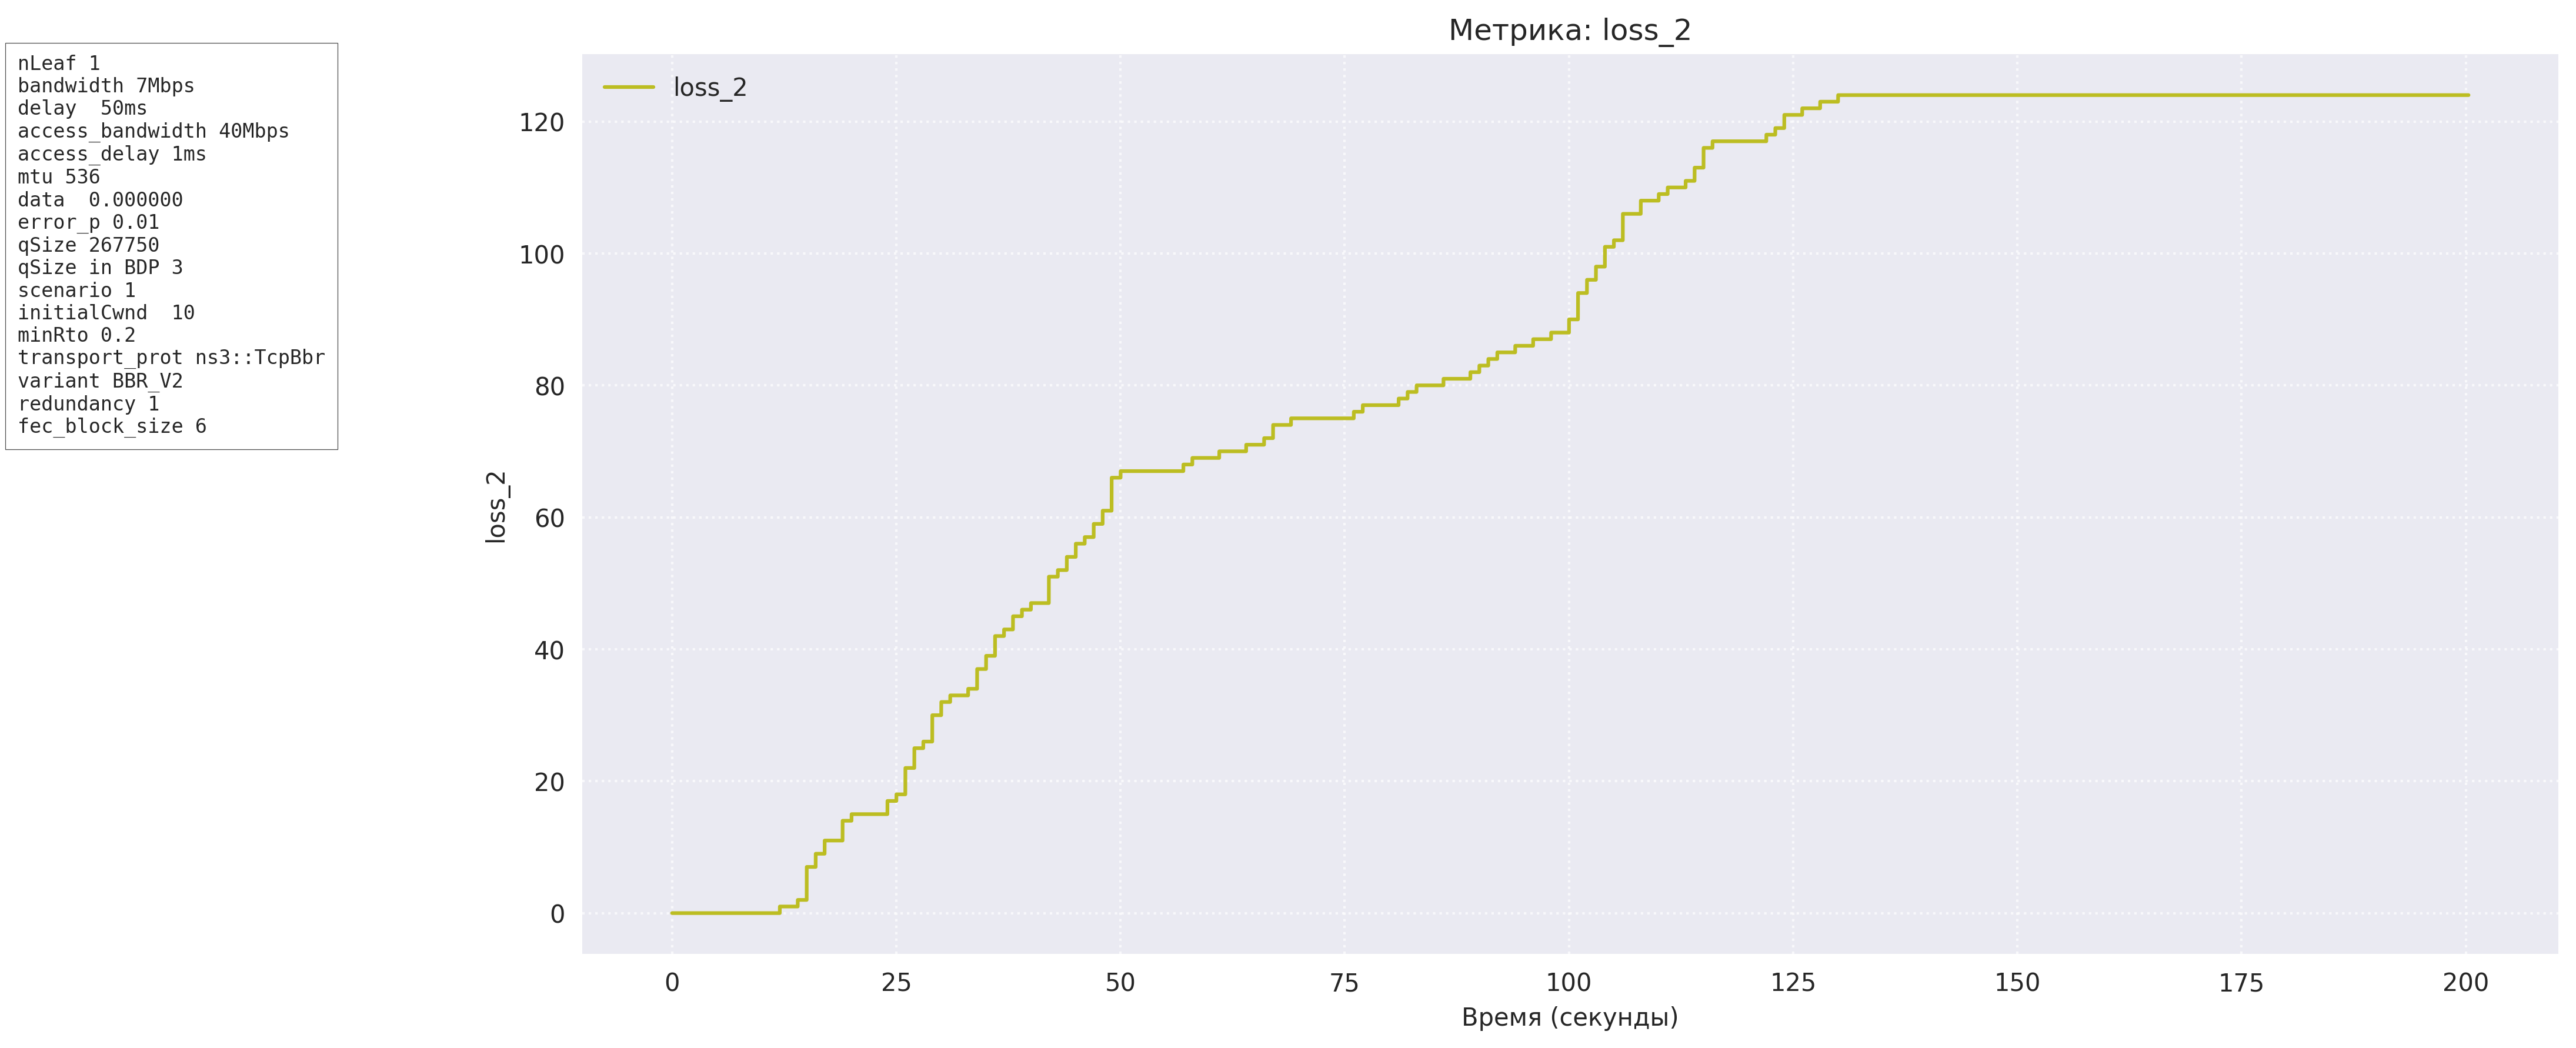 nLeaf 1
bandwidth 7Mbps
delay  50ms
access_bandwidth 40Mbps
access_delay 1ms
mtu 536
data  0.000000
error_p 0.01
qSize 267750
qSize in BDP 3
scenario 1
initialCwnd  10
minRto 0.2
transport_prot ns3::TcpBbr
variant BBR_V2
redundancy 1
fec_block_size 6
Метрика: loss_2
loss_2
loss_2
120
100
80
60
40
20
0
0 25 50 75 100 125 150 175 200
Время (секунды)